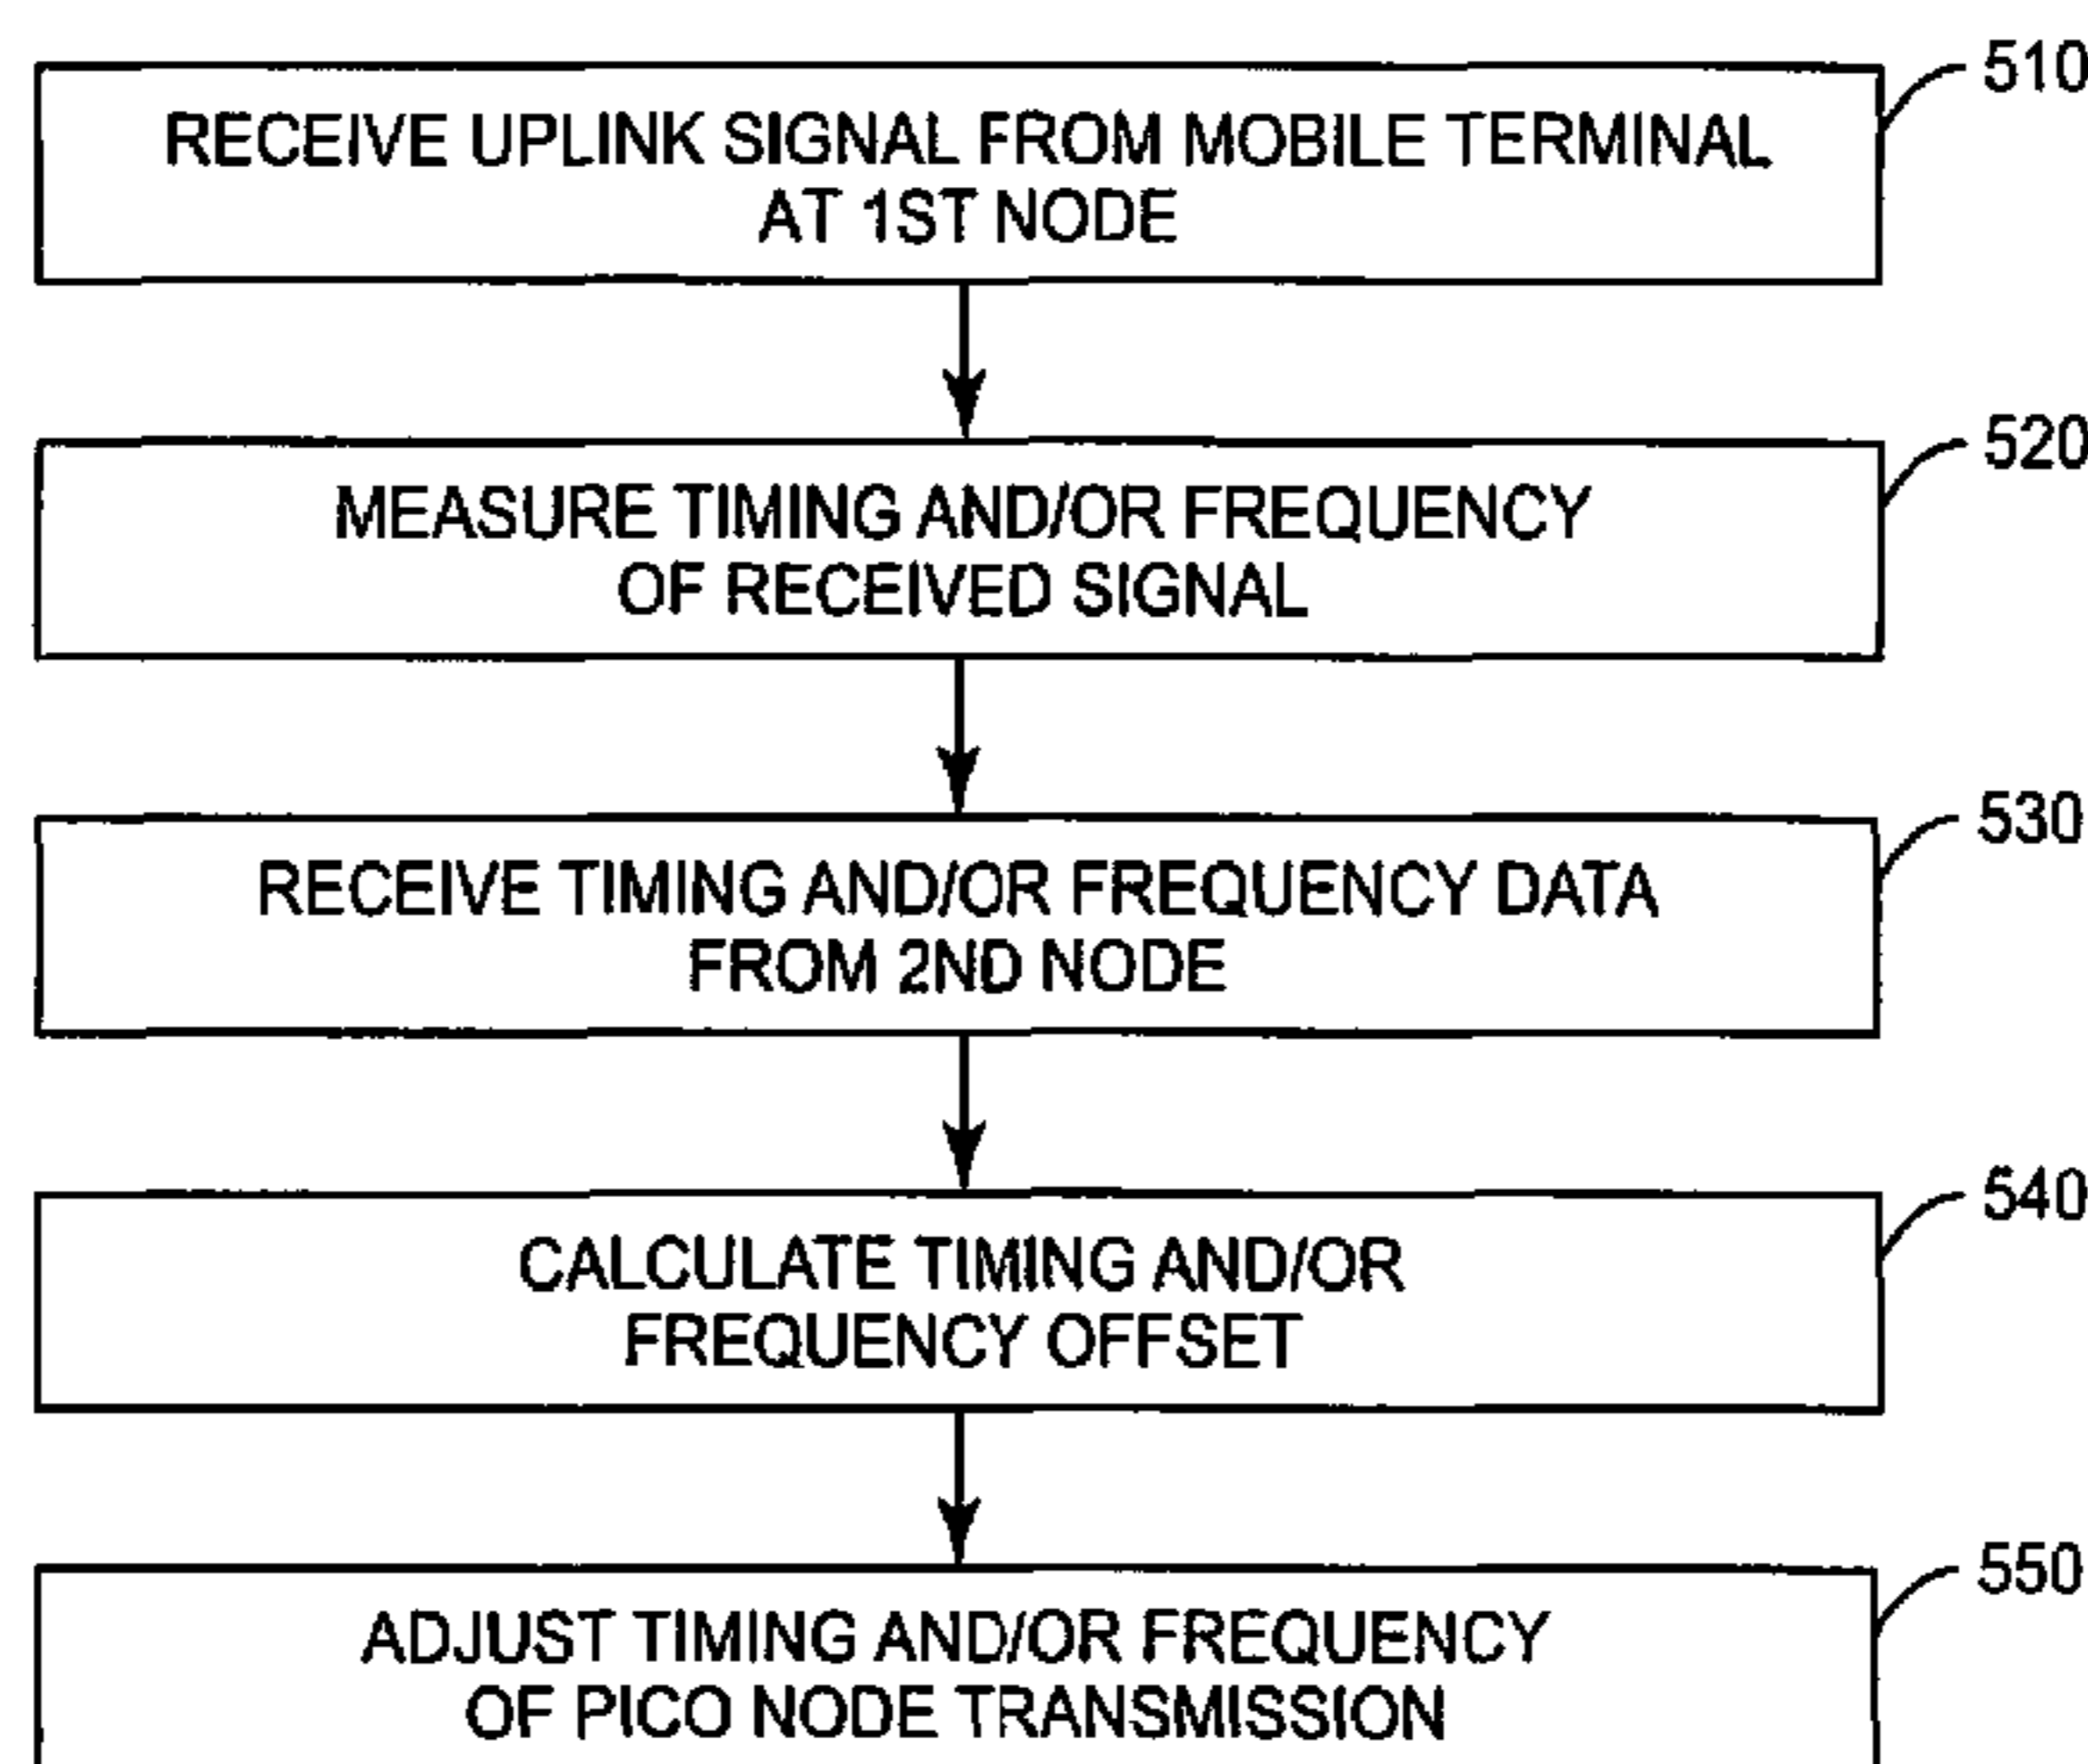 510
RECEIVE UPLINK SIGNAL FROM MOBILE TERMINAL
AT 1ST NODE
520
MEASURE TIMING AND/OR FREQUENCY
OF RECEIVED SIGNAL
530
RECEIVE TIMING AND/OR FREQUENCY DATA
FROM 2ND NODE
540
CALCULATE TIMING AND/OR
FREQUENCY OFFSET
550
ADJUST TIMING AND/OR FREQUENCY
OF PICO NODE TRANSMISSION